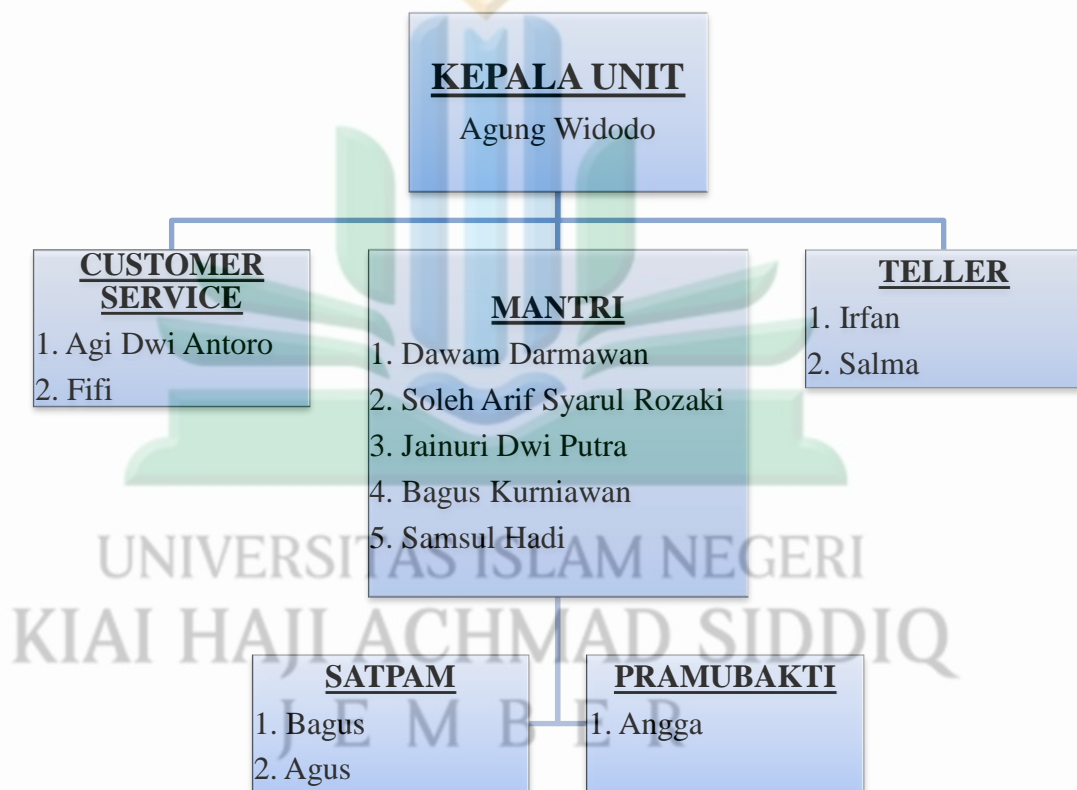 KEPALA UNIT
Agung Widodo
CUSTOMER
SERVICE
1. Agi Dwi Antoro
2. Fifi
MANTRI
1. Dawam Darmawan
2. Soleh Arif Syarul Rozaki
3. Jainuri Dwi Putra
4. Bagus Kurniawan
5. Samsul Hadi
TELLER
1. Irfan
2. Salma
SATPAM
1. Bagus
2. Agus
PRAMUBAKTI
1. Angga
UNIVERSITAS ISLAM NEGERI
KIAI HAJI ACHMAD SIDDIQ
JEMBER